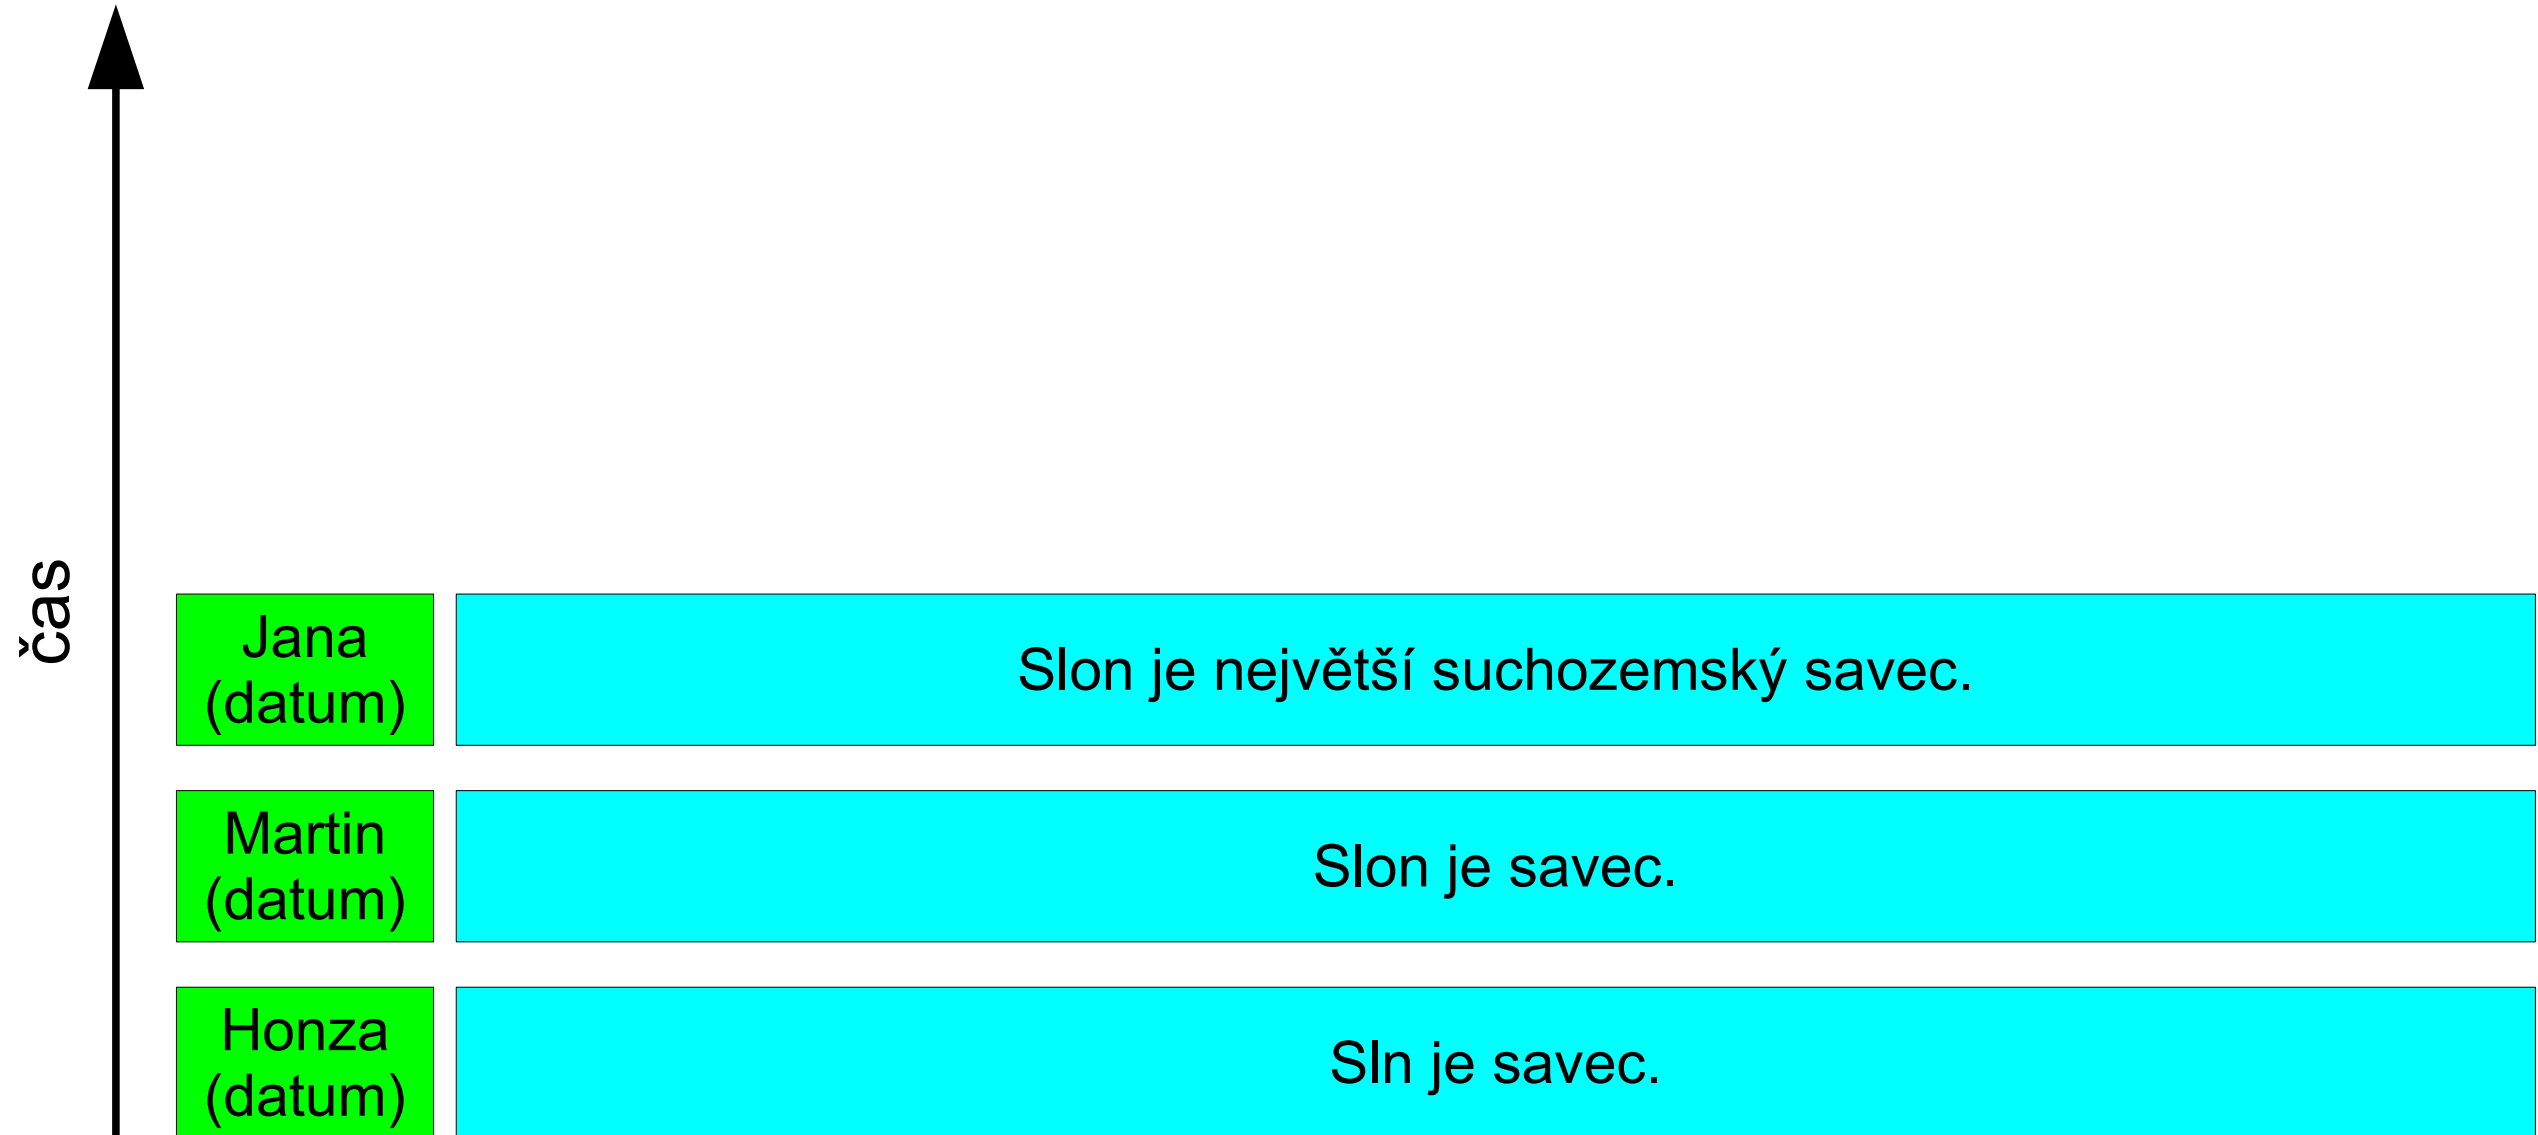 čas
Jana
(datum)
Slon je největší suchozemský savec.
Martin
(datum)
Slon je savec.
Honza
(datum)
Sln je savec.